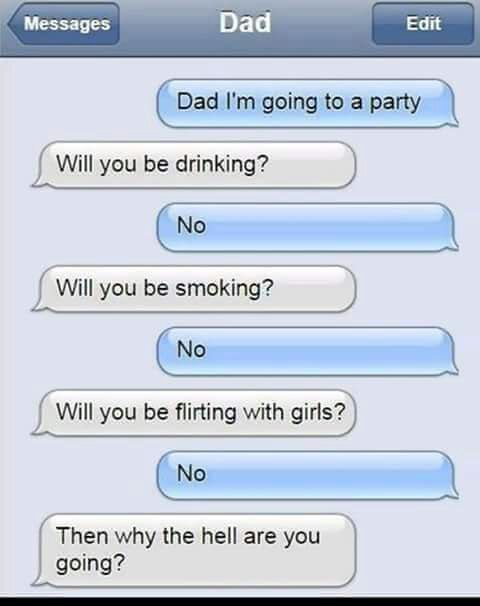 Messages
Dad
Edit
Dad I'm going to a party
Will you be drinking?
No
Will you be smoking?
No
Will you be flirting with girls?
No
Then why the hell are you
going?